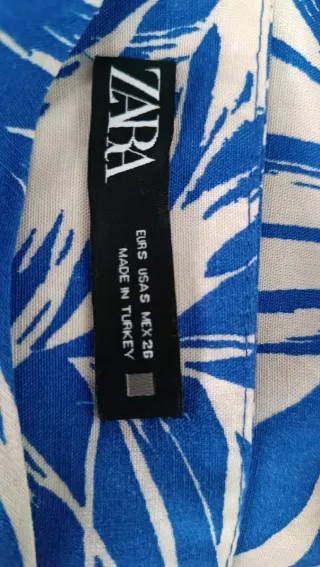 ZARA
EUR S USA S MEX 26
MADE IN TURKEY